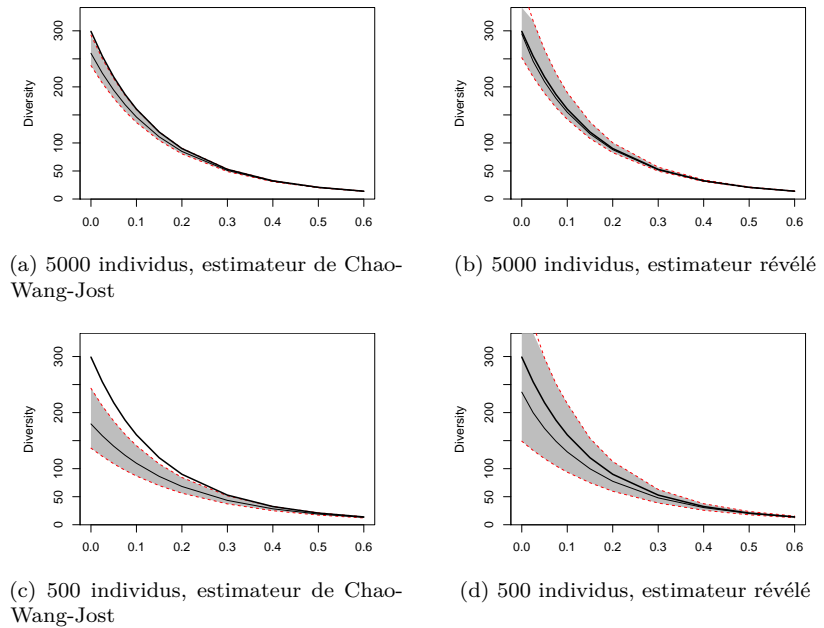 Diversity
300
200
100
50
0
0.0 0.1 0.2 0.3 0.4 0.5 0.6
(a) 5000 individus, estimateur de Chao-
Wang-Jost
Diversity
300
200
100
50
0
0.0 0.1 0.2 0.3 0.4 0.5 0.6
(b) 5000 individus, estimateur révélé
Diversity
300
200
100
50
0
0.0 0.1 0.2 0.3 0.4 0.5 0.6
(c) 500 individus, estimateur de Chao-
Wang-Jost
Diversity
300
200
100
50
0
0.0 0.1 0.2 0.3 0.4 0.5 0.6
(d) 500 individus, estimateur révélé